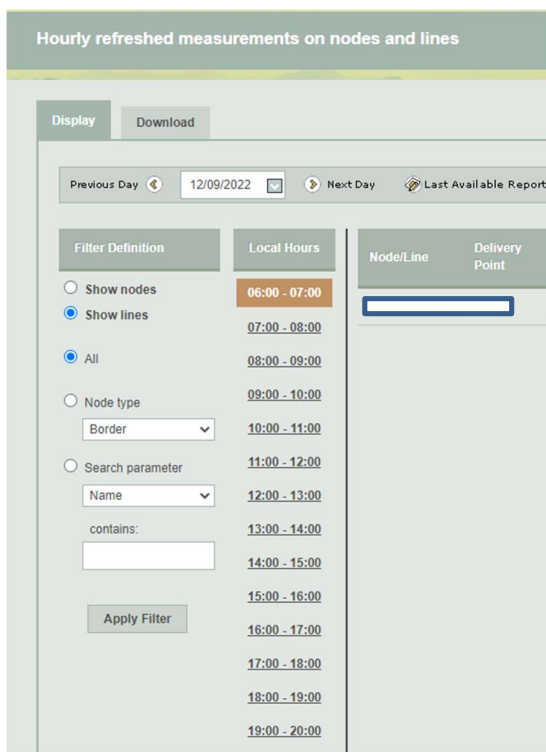 Hourly refreshed measurements on nodes and lines
Display
Download
Previous Day
12/09/2022
Next Day
Last Available Report
Filter Definition
Show nodes
Show lines
All
Node type
Border
Search parameter
Name
contains:
Apply Filter
Local Hours
06:00 - 07:00
07:00 - 08:00
08:00 - 09:00
09:00 - 10:00
10:00 - 11:00
11:00 - 12:00
12:00 - 13:00
13:00 - 14:00
14:00 - 15:00
15:00 - 16:00
16:00 - 17:00
17:00 - 18:00
18:00 - 19:00
19:00 - 20:00
Node/Line
Delivery
Point